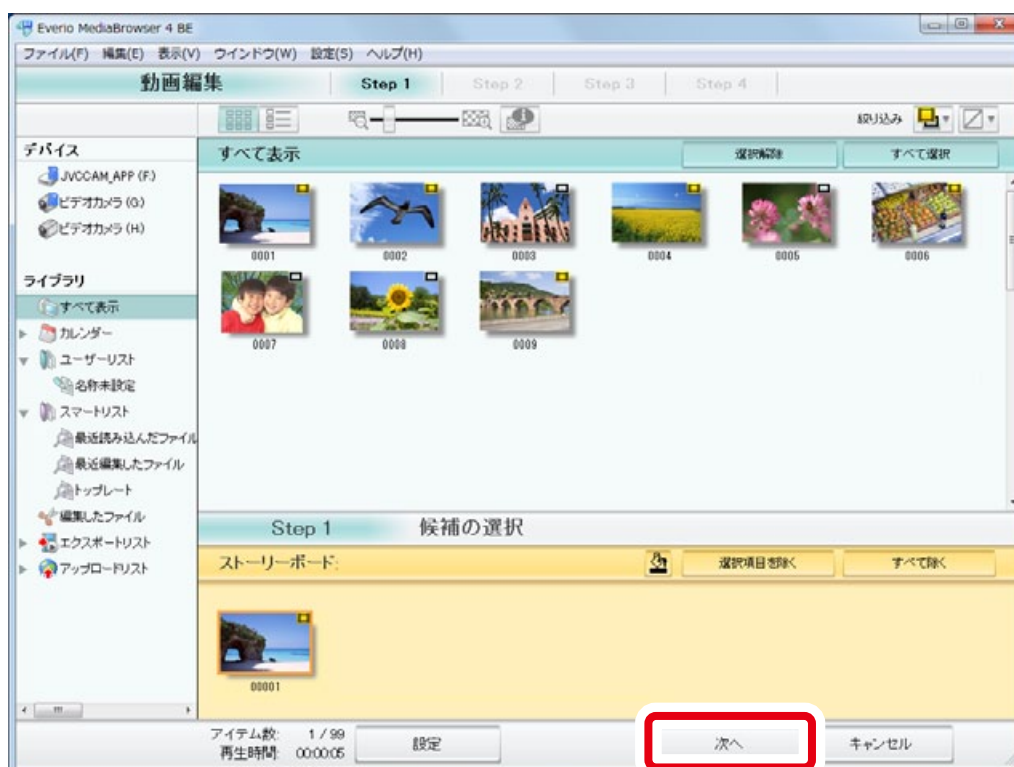 Everio MediaBrowser 4 BE
ファイル(F) 編集(E) 表示(V) ウインドウ(W) 設定(S) ヘルプ(H)
動画編集 Step 1 Step 2 Step 3 Step 4
絞り込み
デバイス
JVCCAM_APP (F:)
ビデオカメラ (G:)
ビデオカメラ (H:)
ライブラリ
すべて表示
カレンダー
ユーザーリスト
名称未設定
スマートリスト
最近読み込んだファイル
最近編集したファイル
トップレート
編集したファイル
エクスポートリスト
アップロードリスト
すべて表示 選択解除 すべて選択
0001 0002 0003 0004 0005 0006
0007 0008 0009
Step 1 候補の選択
ストーリーボード: 選択項目を除く すべて除く
00001
アイテム数: 1 / 99
再生時間: 00:00:05
設定 次へ キャンセル